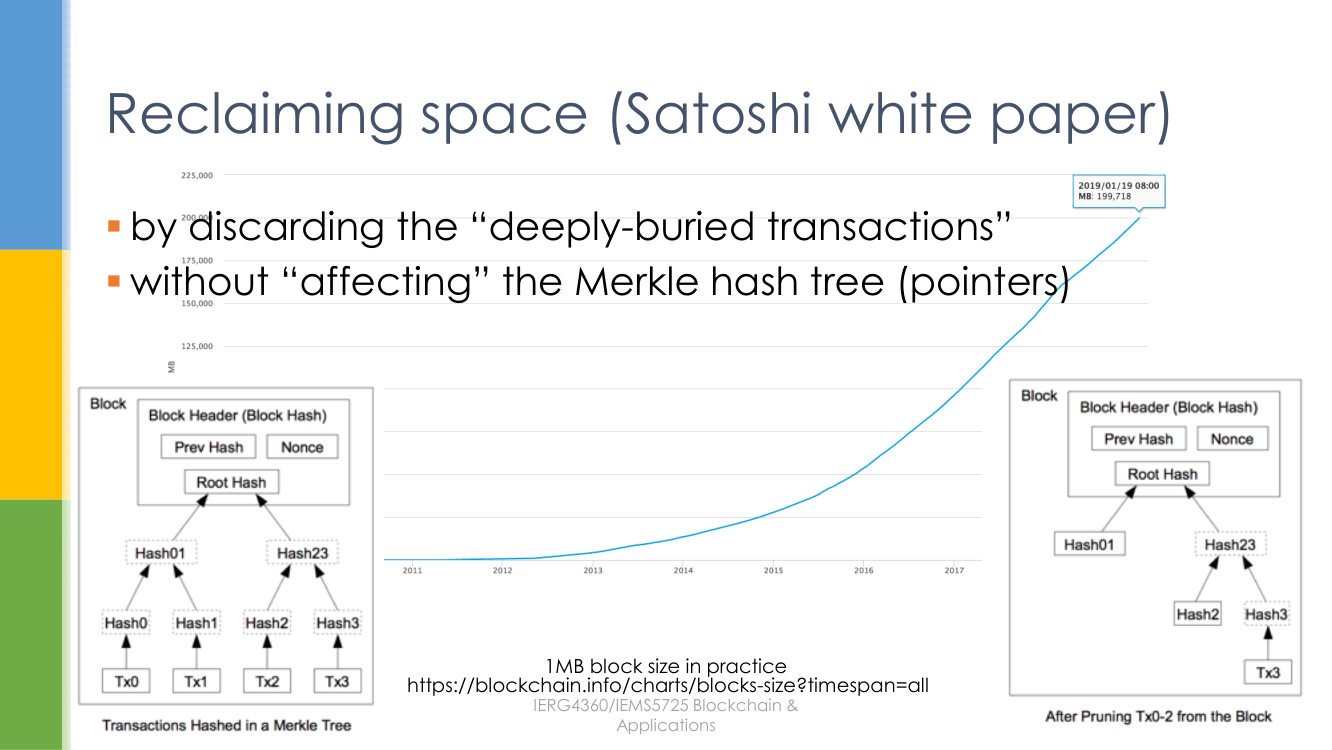 Reclaiming space (Satoshi white paper)
225,000
2019/01/19 08:00
MB: 199,718
200,000
by discarding the “deeply-buried transactions”
175,000
without “affecting” the Merkle hash tree (pointers)
150,000
125,000
MB
Block
Block Header (Block Hash)
Prev Hash Nonce
Root Hash
Hash01 Hash23
Hash0 Hash1 Hash2 Hash3
Tx0 Tx1 Tx2 Tx3
Transactions Hashed in a Merkle Tree
2011 2012 2013 2014 2015 2016 2017
Block
Block Header (Block Hash)
Prev Hash Nonce
Root Hash
Hash01 Hash23
Hash2 Hash3
Tx3
After Pruning Tx0-2 from the Block
1MB block size in practice
https://blockchain.info/charts/blocks-size?timespan=all
IERG4360/IEMS5725 Blockchain &
Applications